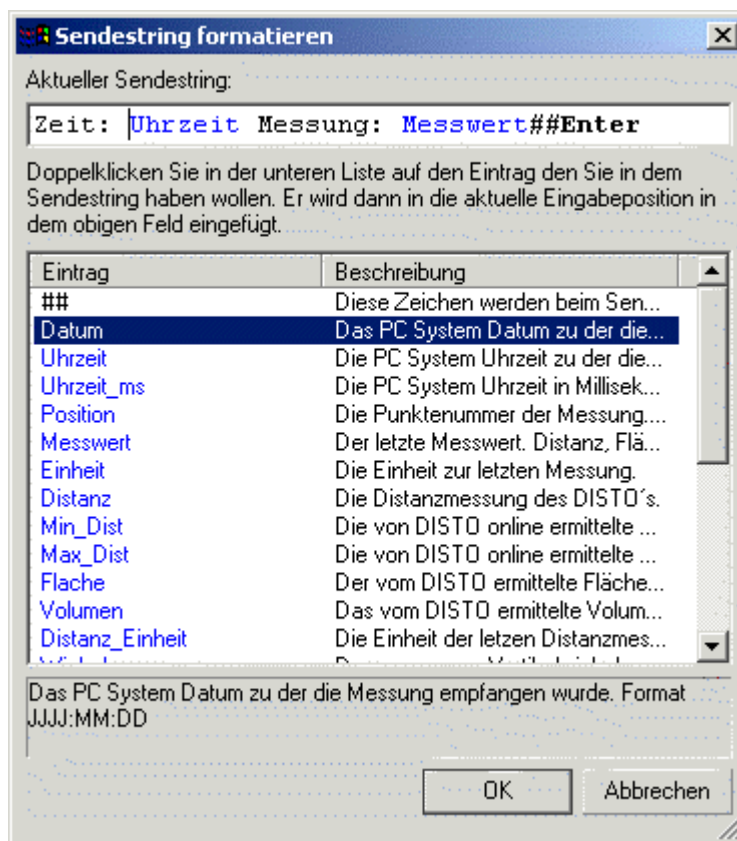 Sendestring formatieren
Aktueller Sendestring:
Zeit: Uhrzeit Messung: Messwert##Enter
Doppelklicken Sie in der unteren Liste auf den Eintrag den Sie in dem
Sendestring haben wollen. Er wird dann in die aktuelle Eingabeposition in
dem obigen Feld eingefügt.
Eintrag Beschreibung
## Diese Zeichen werden beim Sen...
Datum Das PC System Datum zu der die...
Uhrzeit Die PC System Uhrzeit zu der die...
Uhrzeit_ms Die PC System Uhrzeit in Millisek...
Position Die Punktenummer der Messung....
Messwert Der letzte Messwert. Distanz, Flä...
Einheit Die Einheit zur letzten Messung.
Distanz Die Distanzmessung des DISTO´s.
Min_Dist Die von DISTO online ermittelte ...
Max_Dist Die von DISTO online ermittelte ...
Flache Der vom DISTO ermittelte Fläche...
Volumen Das vom DISTO ermittelte Volum...
Distanz_Einheit Die Einheit der letzen Distanzmes...
Das PC System Datum zu der die Messung empfangen wurde. Format
JJJJ:MM:DD
OK Abbrechen